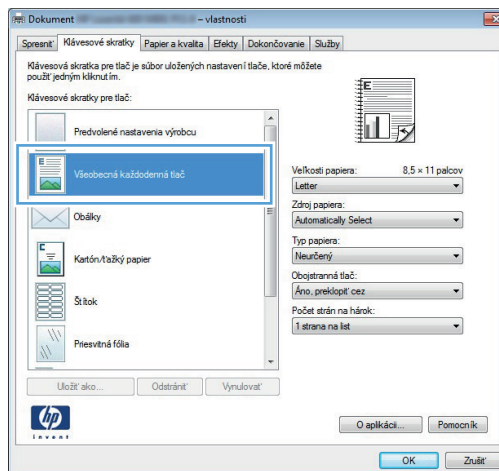 Dokument – vlastnosti
Spresniť Klávesové skratky Papier a kvalita Efekty Dokončovanie Služby
Klávesová skratka pre tlač je súbor uložených nastavení tlače, ktoré môžete
použiť jedným kliknutím.
Klávesové skratky pre tlač:
Predvolené nastavenia výrobcu
Všeobecná každodenná tlač
Obálky
Kartón/ťažký papier
Štítok
Priesvitná fólia
Veľkosti papiera: 8,5 × 11 palcov
Letter
Zdroj papiera:
Automatically Select
Typ papiera:
Neurčený
Obojstranná tlač:
Áno, preklopiť cez
Počet strán na hárok:
1 strana na list
Uložiť ako... Odstrániť Vynulovať
hp
invent
O aplikácii... Pomocník
OK Zrušiť